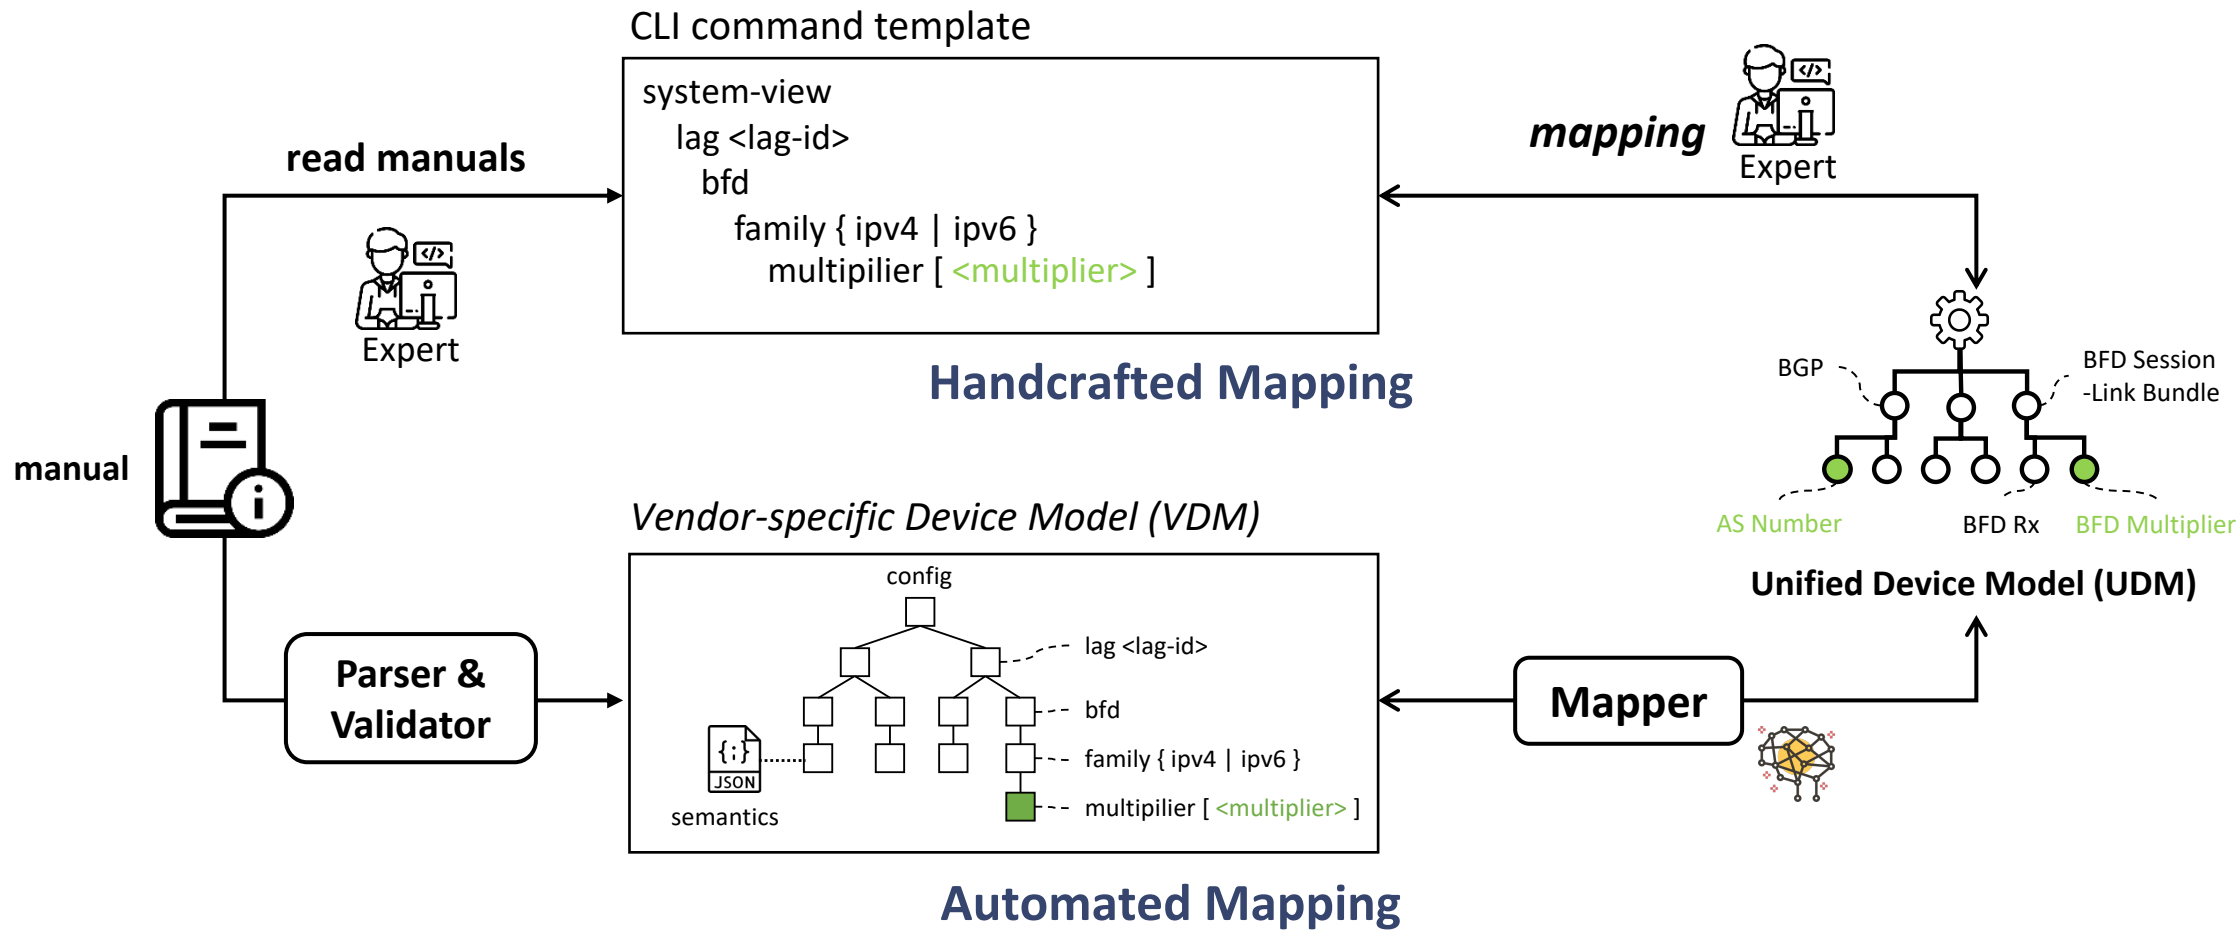 CLI command template
system-view
lag <lag-id>
bfd
family { ipv4 | ipv6 }
multipilier [ <multiplier> ]
read manuals
Expert
mapping
</>
Expert
</>
Handcrafted Mapping
manual
i
BGP
BFD Session
-Link Bundle
AS Number
BFD Rx
BFD Multiplier
Unified Device Model (UDM)
Vendor-specific Device Model (VDM)
config
lag <lag-id>
bfd
family { ipv4 | ipv6 }
multipilier [ <multiplier> ]
{;}
JSON
semantics
Parser &
Validator
Mapper
Automated Mapping